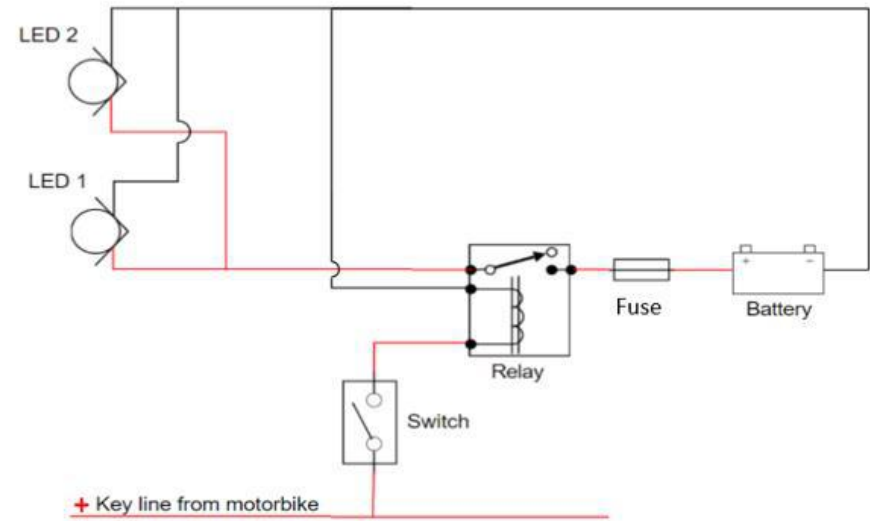 LED 2
LED 1
+ -
Fuse
Battery
Relay
Switch
+ Key line from motorbike